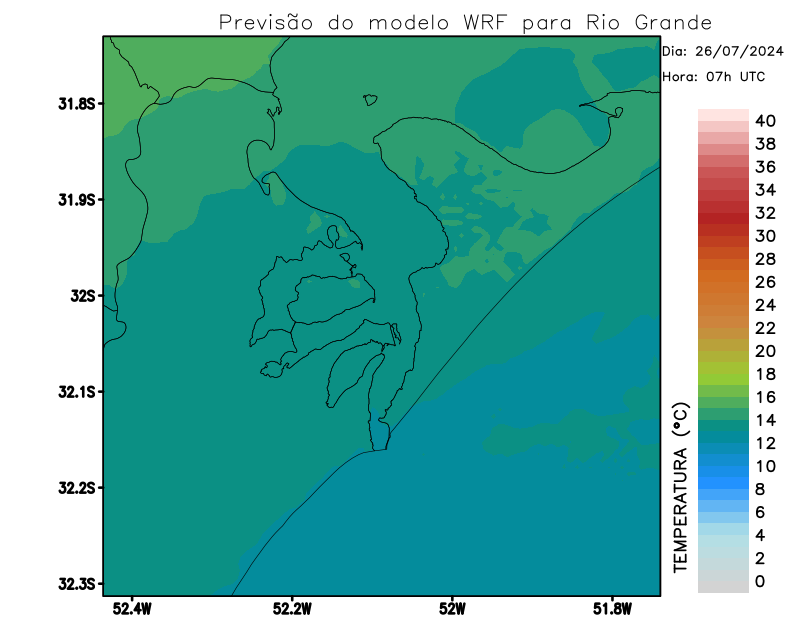 Previsão do modelo WRF para Rio Grande
Dia: 26/07/2024
Hora: 07h UTC
31.8S
31.9S
32S
32.1S
32.2S
32.3S
52.4W
52.2W
52W
51.8W
TEMPERATURA (°C)
40
38
36
34
32
30
28
26
24
22
20
18
16
14
12
10
8
6
4
2
0